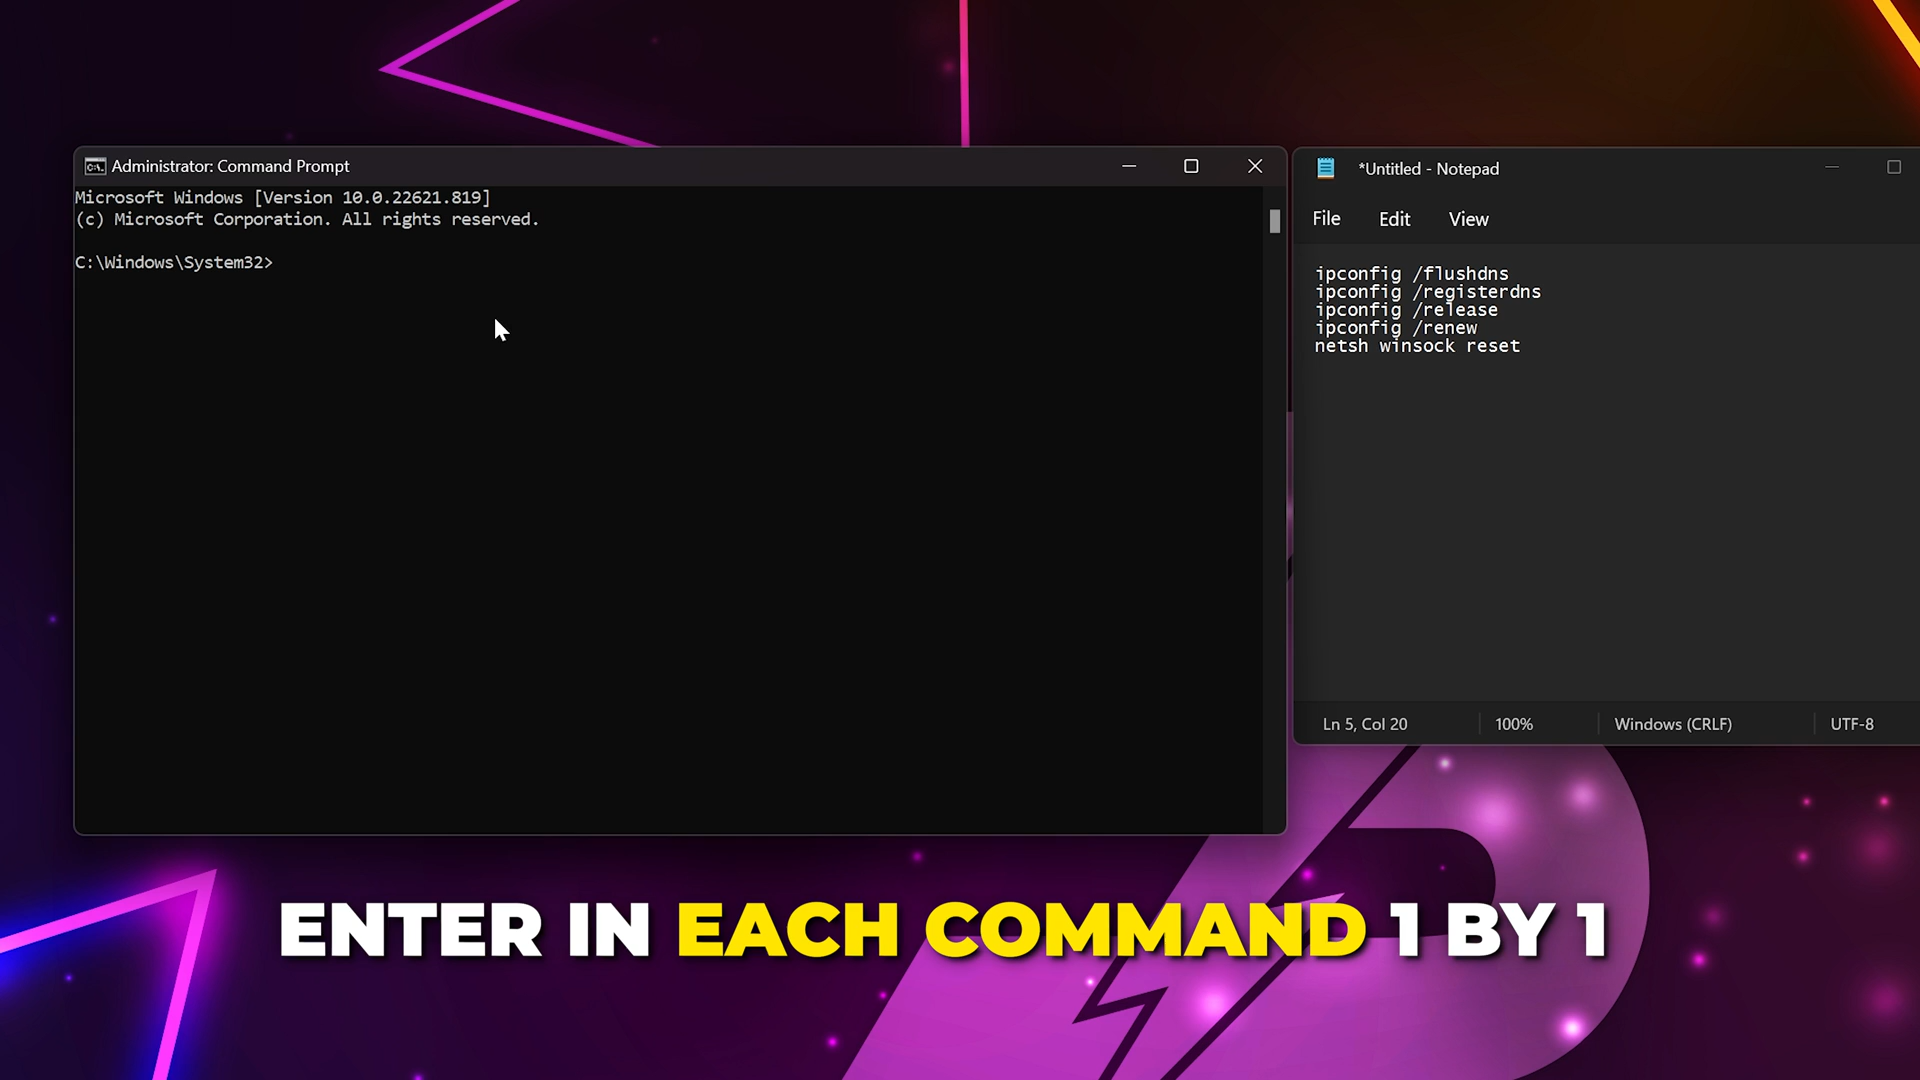 Administrator: Command Prompt
Microsoft Windows [Version 10.0.22621.819]
(c) Microsoft Corporation. All rights reserved.
C:\Windows\System32>
*Untitled - Notepad
File Edit View
ipconfig /flushdns
ipconfig /registerdns
ipconfig /release
ipconfig /renew
netsh winsock reset
Ln 5, Col 20 100% Windows (CRLF) UTF-8
ENTER IN EACH COMMAND 1 BY 1